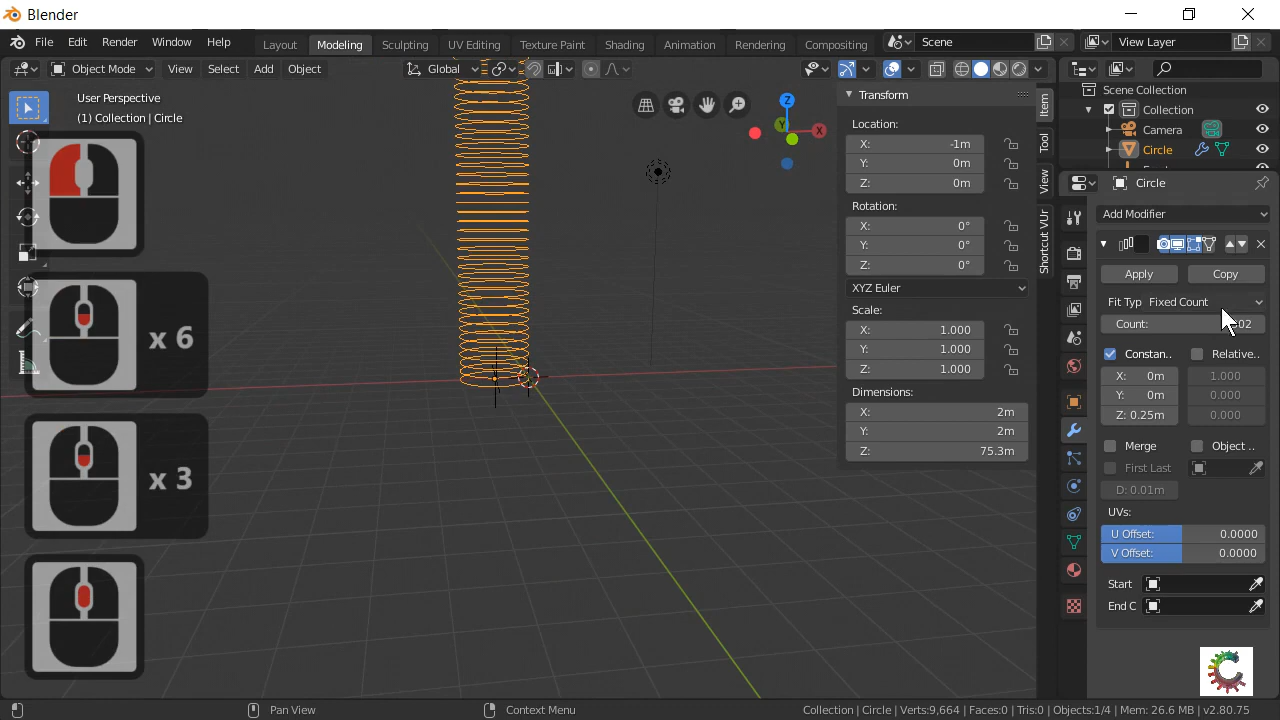 Blender
File Edit Render Window Help Layout Modeling Sculpting UV Editing Texture Paint Shading Animation Rendering Compositing Scene View Layer
Object Mode View Select Add Object Global
User Perspective
(1) Collection | Circle
x 6
x 3
Transform
Location:
X: -1m
Y: 0m
Z: 0m
Rotation:
X: 0°
Y: 0°
Z: 0°
XYZ Euler
Scale:
X: 1.000
Y: 1.000
Z: 1.000
Dimensions:
X: 2m
Y: 2m
Z: 75.3m
Item
Tool
View
Shortcut VUr
Z
Y
X
Scene Collection
Collection
Camera
Circle
Circle
Add Modifier
Apply Copy
Fit Typ Fixed Count
Count: 02
Constan.. Relative..
X: 0m 1.000
Y: 0m 0.000
Z: 0.25m 0.000
Merge Object ..
First Last
D: 0.01m
UVs:
U Offset: 0.0000
V Offset: 0.0000
Start
End C
Pan View Context Menu Collection | Circle | Verts:9,664 | Faces:0 | Tris:0 | Objects:1/4 | Mem: 26.6 MB | v2.80.75